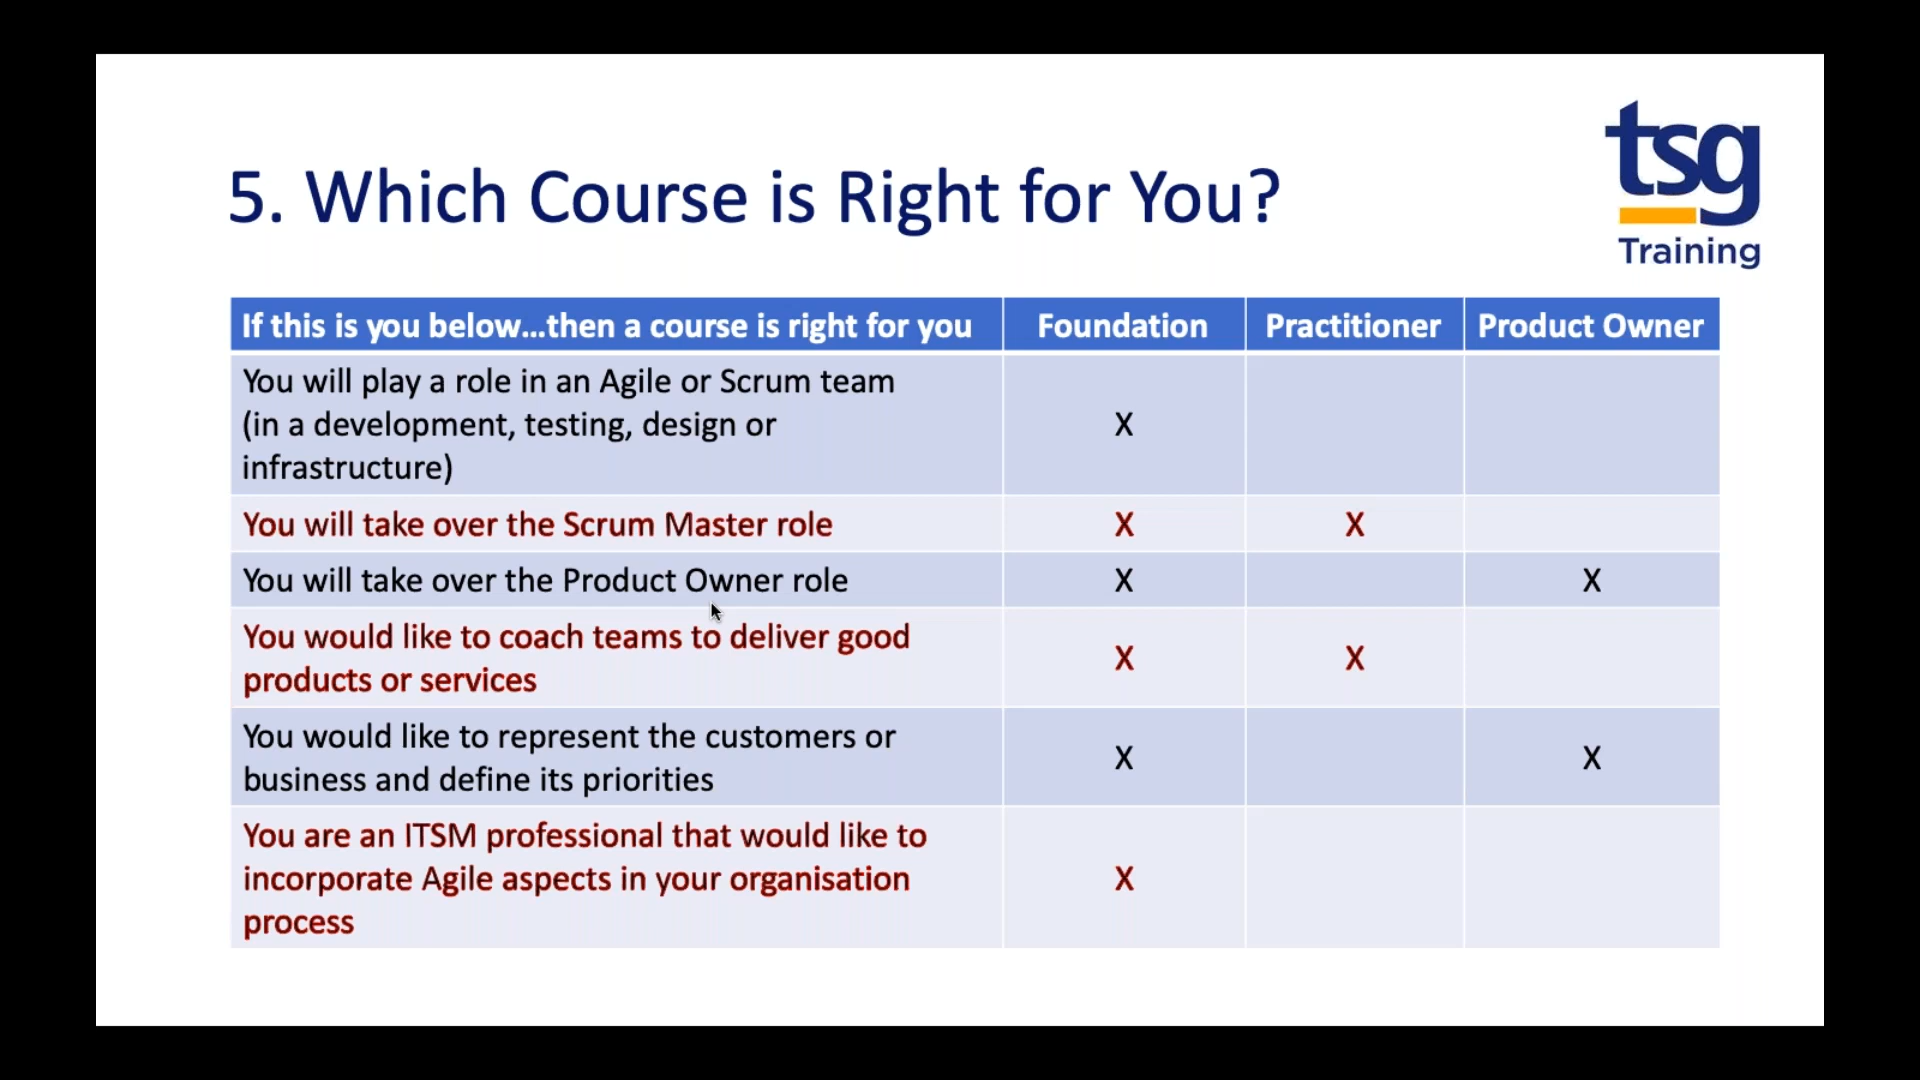 tsg
Training
5. Which Course is Right for You?
If this is you below...then a course is right for you Foundation Practitioner Product Owner
You will play a role in an Agile or Scrum team
(in a development, testing, design or X
infrastructure)
You will take over the Scrum Master role X X
You will take over the Product Owner role X X
You would like to coach teams to deliver good
products or services X X
You would like to represent the customers or
business and define its priorities X X
You are an ITSM professional that would like to
incorporate Agile aspects in your organisation X
process